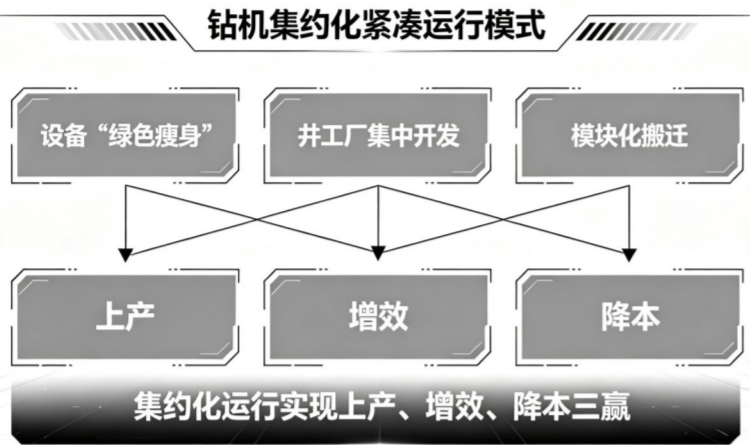 钻机集约化紧凑运行模式
设备“绿色瘦身”
井工厂集中开发
模块化搬迁
上产
增效
降本
集约化运行实现上产、增效、降本三赢